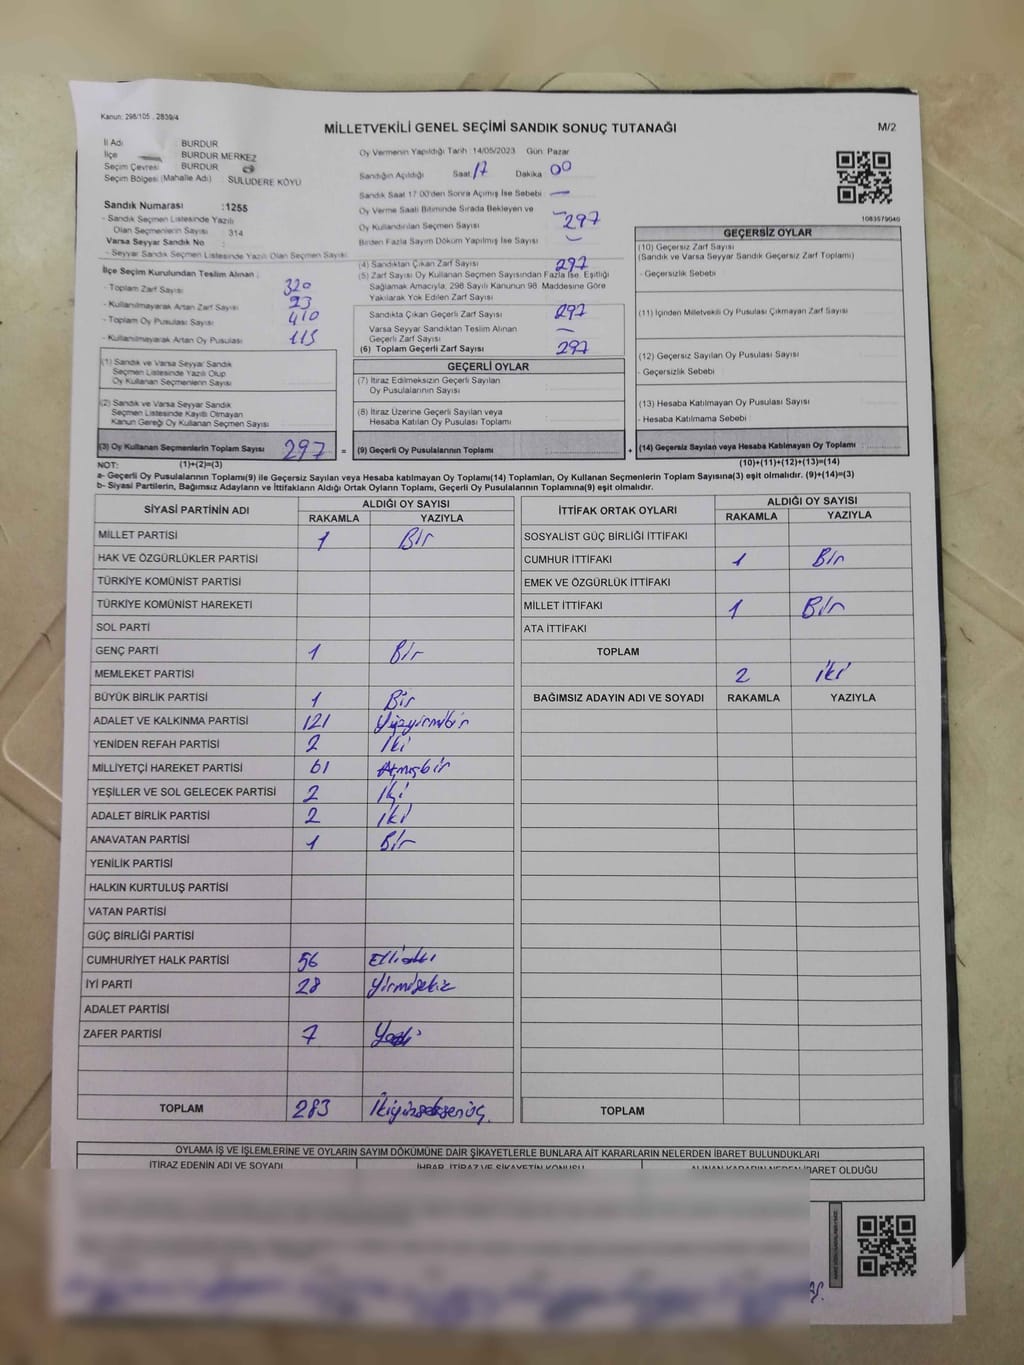 Kanun: 298/105 , 2839/4
MİLLETVEKİLİ GENEL SEÇİMİ SANDIK SONUÇ TUTANAĞI
M/2
İl Adı : BURDUR
İlçe : BURDUR MERKEZ
Seçim Çevresi : BURDUR
Seçim Bölgesi (Mahalle Adı) : SULUDERE KÖYÜ
Sandık Numarası :1255
- Sandık Seçmen Listesinde Yazılı
Olan Seçmenlerin Sayısı : 314
Varsa Seyyar Sandık No :
- Seyyar Sandık Seçmen Listesinde Yazılı Olan Seçmen Sayısı:
İlçe Seçim Kurulundan Teslim Alınan ;
- Toplam Zarf Sayısı 320
- Kullanılmayarak Artan Zarf Sayısı 23
- Toplam Oy Pusulası Sayısı 410
- Kullanılmayarak Artan Oy Pusulası 113
Oy Vermenin Yapıldığı Tarih :14/05/2023 Gün Pazar
Sandığın Açıldığı Saat 17 Dakika 00
Sandık Saat 17.00'den Sonra Açılmış İse Sebebi —
Oy Verme Saati Bitiminde Sırada Bekleyen ve
Oy Kullandırılan Seçmen Sayısı 297
Birden Fazla Sayım Döküm Yapılmış İse Sayısı —
(4) Sandıktan Çıkan Zarf Sayısı 297
(5) Zarf Sayısı Oy Kullanan Seçmen Sayısından Fazla İse, Eşitliği
Sağlamak Amacıyla, 298 Sayılı Kanunun 98. Maddesine Göre
Yakılarak Yok Edilen Zarf Sayısı
Sandıkta Çıkan Geçerli Zarf Sayısı 297
Varsa Seyyar Sandıktan Teslim Alınan
Geçerli Zarf Sayısı —
(6) Toplam Geçerli Zarf Sayısı 297
1083579040
GEÇERSİZ OYLAR
(10) Geçersiz Zarf Sayısı
(Sandık ve Varsa Seyyar Sandık Geçersiz Zarf Toplamı)
- Geçersizlik Sebebi
(11) İçinden Milletvekili Oy Pusulası Çıkmayan Zarf Sayısı
(12) Geçersiz Sayılan Oy Pusulası Sayısı
- Geçersizlik Sebebi :
(13) Hesaba Katılmayan Oy Pusulası Sayısı
- Hesaba Katılmama Sebebi :
(14) Geçersiz Sayılan veya Hesaba Katılmayan Oy Toplamı
(10)+(11)+(12)+(13)=(14)
(1) Sandık ve Varsa Seyyar Sandık
Seçmen Listesinde Yazılı Olup
Oy Kullanan Seçmenlerin Sayısı
(2) Sandık ve Varsa Seyyar Sandık
Seçmen Listesinde Kayıtlı Olmayan
Kanun Gereği Oy Kullanan Seçmen Sayısı
(3) Oy Kullanan Seçmenlerin Toplam Sayısı 297 =
(1)+(2)=(3)
GEÇERLİ OYLAR
(7) İtiraz Edilmeksizin Geçerli Sayılan
Oy Pusulalarının Sayısı
(8) İtiraz Üzerine Geçerli Sayılan veya
Hesaba Katılan Oy Pusulası Toplamı
(9) Geçerli Oy Pusulalarının Toplamı +
NOT:
a- Geçerli Oy Pusulalarının Toplamı(9) ile Geçersiz Sayılan veya Hesaba katılmayan Oy Toplamı(14) Toplamları, Oy Kullanan Seçmenlerin Toplam Sayısına(3) eşit olmalıdır. (9)+(14)=(3)
b- Siyasi Partilerin, Bağımsız Adayların ve İttifakların Aldığı Ortak Oyların Toplamı, Geçerli Oy Pusulalarının Toplamına(9) eşit olmalıdır.
SİYASİ PARTİNİN ADI ALDIĞI OY SAYISI
RAKAMLA YAZIYLA
MİLLET PARTİSİ 1 Bir
HAK VE ÖZGÜRLÜKLER PARTİSİ
TÜRKİYE KOMÜNİST PARTİSİ
TÜRKİYE KOMÜNİST HAREKETİ
SOL PARTİ
GENÇ PARTİ 1 Bir
MEMLEKET PARTİSİ
BÜYÜK BİRLİK PARTİSİ 1 Bir
ADALET VE KALKINMA PARTİSİ 121 Yüzyirmibir
YENİDEN REFAH PARTİSİ 2 İki
MİLLİYETÇİ HAREKET PARTİSİ 61 Atmışbir
YEŞİLLER VE SOL GELECEK PARTİSİ 2 İki
ADALET BİRLİK PARTİSİ 2 iki
ANAVATAN PARTİSİ 1 Bir
YENİLİK PARTİSİ
HALKIN KURTULUŞ PARTİSİ
VATAN PARTİSİ
GÜÇ BİRLİĞİ PARTİSİ
CUMHURİYET HALK PARTİSİ 56 Ellialtı
İYİ PARTİ 28 Yirmisekiz
ADALET PARTİSİ
ZAFER PARTİSİ 7 Yedi
TOPLAM 283 İkiyüzseksenüç.
İTTİFAK ORTAK OYLARI ALDIĞI OY SAYISI
RAKAMLA YAZIYLA
SOSYALİST GÜÇ BİRLİĞİ İTTİFAKI
CUMHUR İTTİFAKI 1 Bir
EMEK VE ÖZGÜRLÜK İTTİFAKI
MİLLET İTTİFAKI 1 Bir
ATA İTTİFAKI
TOPLAM 2 iki
BAĞIMSIZ ADAYIN ADI VE SOYADI RAKAMLA YAZIYLA
TOPLAM
OYLAMA İŞ VE İŞLEMLERİNE VE OYLARIN SAYIM DÖKÜMÜNE DAİR ŞİKAYETLERLE BUNLARA AİT KARARLARIN NELERDEN İBARET BULUNDUKLARI
İTİRAZ EDENİN ADI VE SOYADI İHBAR, İTİRAZ VE ŞİKAYETİN KONUSU ALINAN KARARIN NEDEN İBARET OLDUĞU